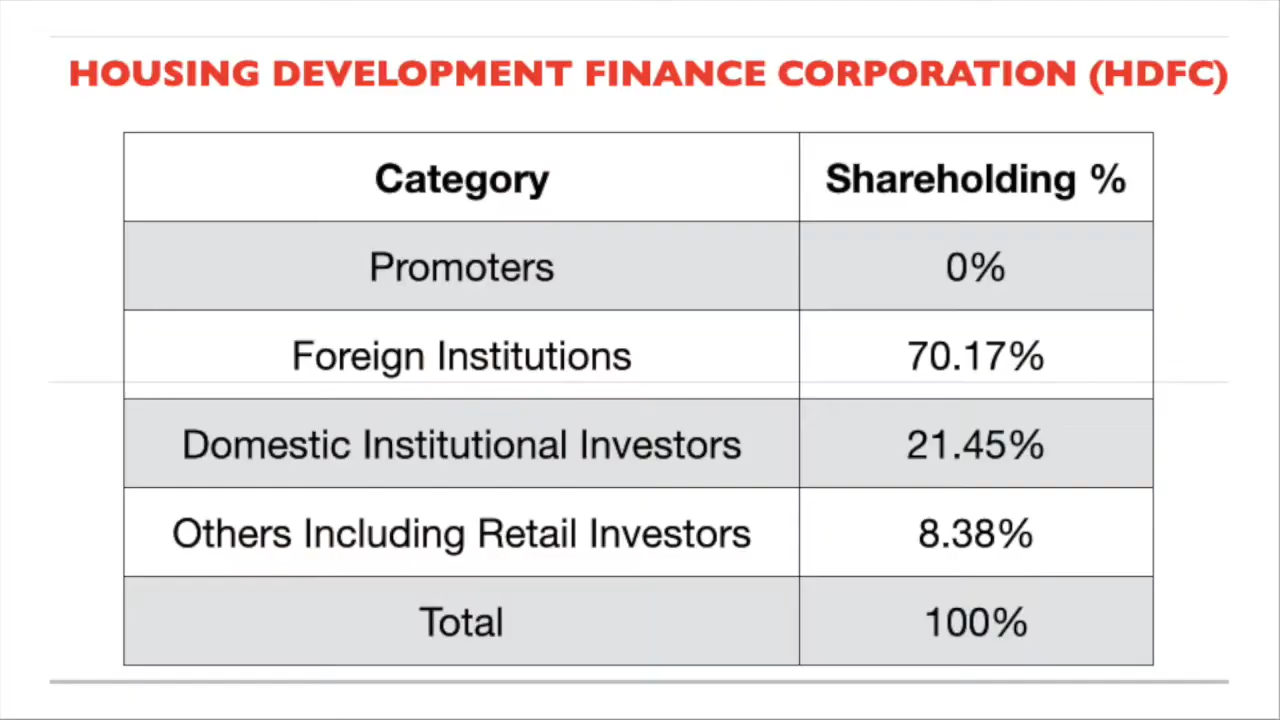 HOUSING DEVELOPMENT FINANCE CORPORATION (HDFC)
Category Shareholding %
Promoters 0%
Foreign Institutions 70.17%
Domestic Institutional Investors 21.45%
Others Including Retail Investors 8.38%
Total 100%